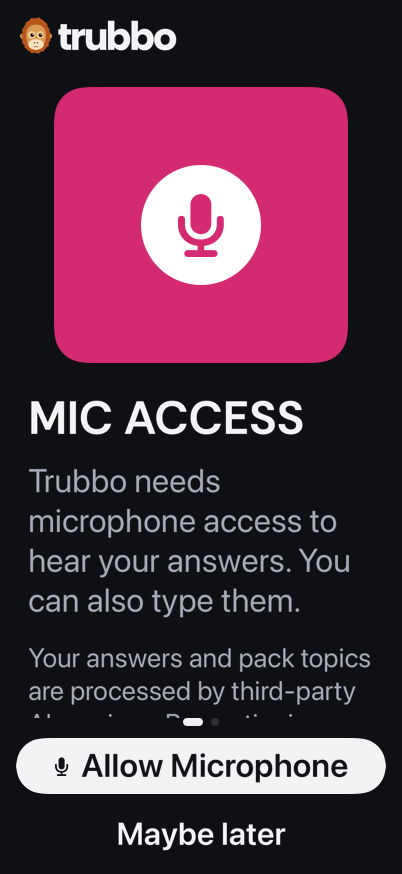 trubbo
MIC ACCESS
Trubbo needs
microphone access to
hear your answers. You
can also type them.
Your answers and pack topics
are processed by third-party
Allow Microphone
Maybe later